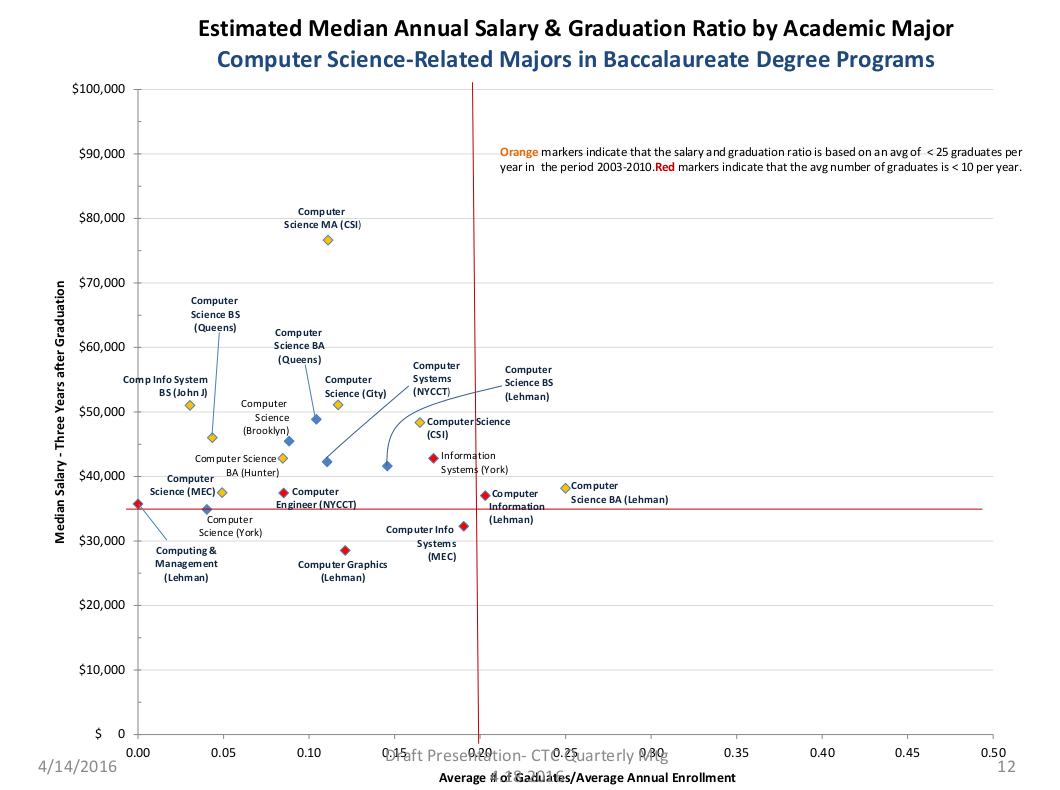 Estimated Median Annual Salary & Graduation Ratio by Academic Major
Computer Science-Related Majors in Baccalaureate Degree Programs
$100,000
$90,000
$80,000
$70,000
$60,000
$50,000
$40,000
$30,000
$20,000
$10,000
$ 0
Median Salary - Three Years after Graduation
Orange markers indicate that the salary and graduation ratio is based on an avg of < 25 graduates per
year in the period 2003-2010.Red markers indicate that the avg number of graduates is < 10 per year.
Computer
Science MA (CSI)
Computer
Science BS
(Queens)
Computer
Science BA
(Queens)
Computer
Systems
(NYCCT)
Computer
Science BS
(Lehman)
Comp Info System
BS (John J)
Computer
Science (City)
Computer
Science
(Brooklyn)
Computer Science
(CSI)
Computer Science
BA (Hunter)
Information
Systems (York)
Computer
Science (MEC)
Computer
Engineer (NYCCT)
Computer
Information
(Lehman)
Computer
Science BA (Lehman)
Computer
Science (York)
Computer Info
Systems
(MEC)
Computing &
Management
(Lehman)
Computer Graphics
(Lehman)
0.00
0.05
0.10
0.15
0.20
0.25
0.30
0.35
0.40
0.45
0.50
Average # of Gaduates/Average Annual Enrollment
4/14/2016
Draft Presentation- CTC Quarterly Mtg
4.18.2016
12